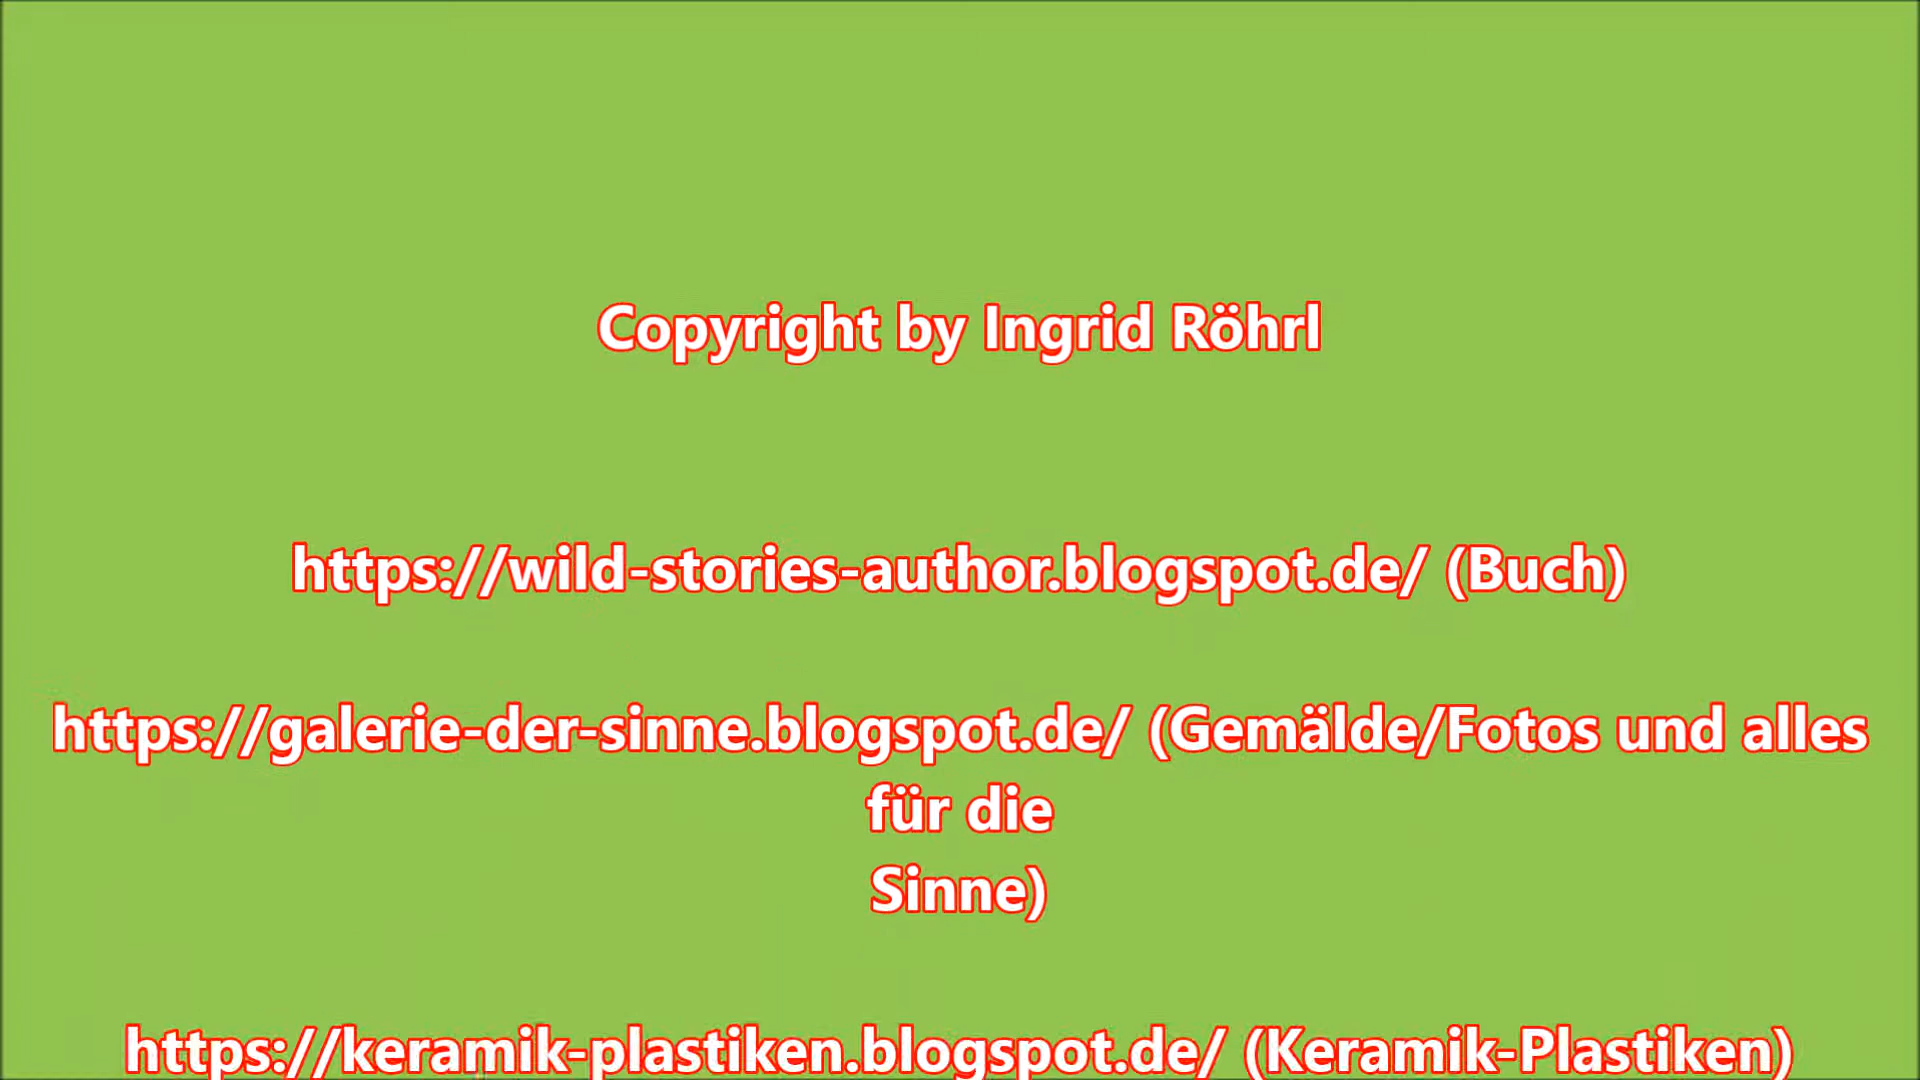 Copyright by Ingrid Röhrl
https://wild-stories-author.blogspot.de/ (Buch)
https://galerie-der-sinne.blogspot.de/ (Gemälde/Fotos und alles
für die
Sinne)
https://keramik-plastiken.blogspot.de/ (Keramik-Plastiken)